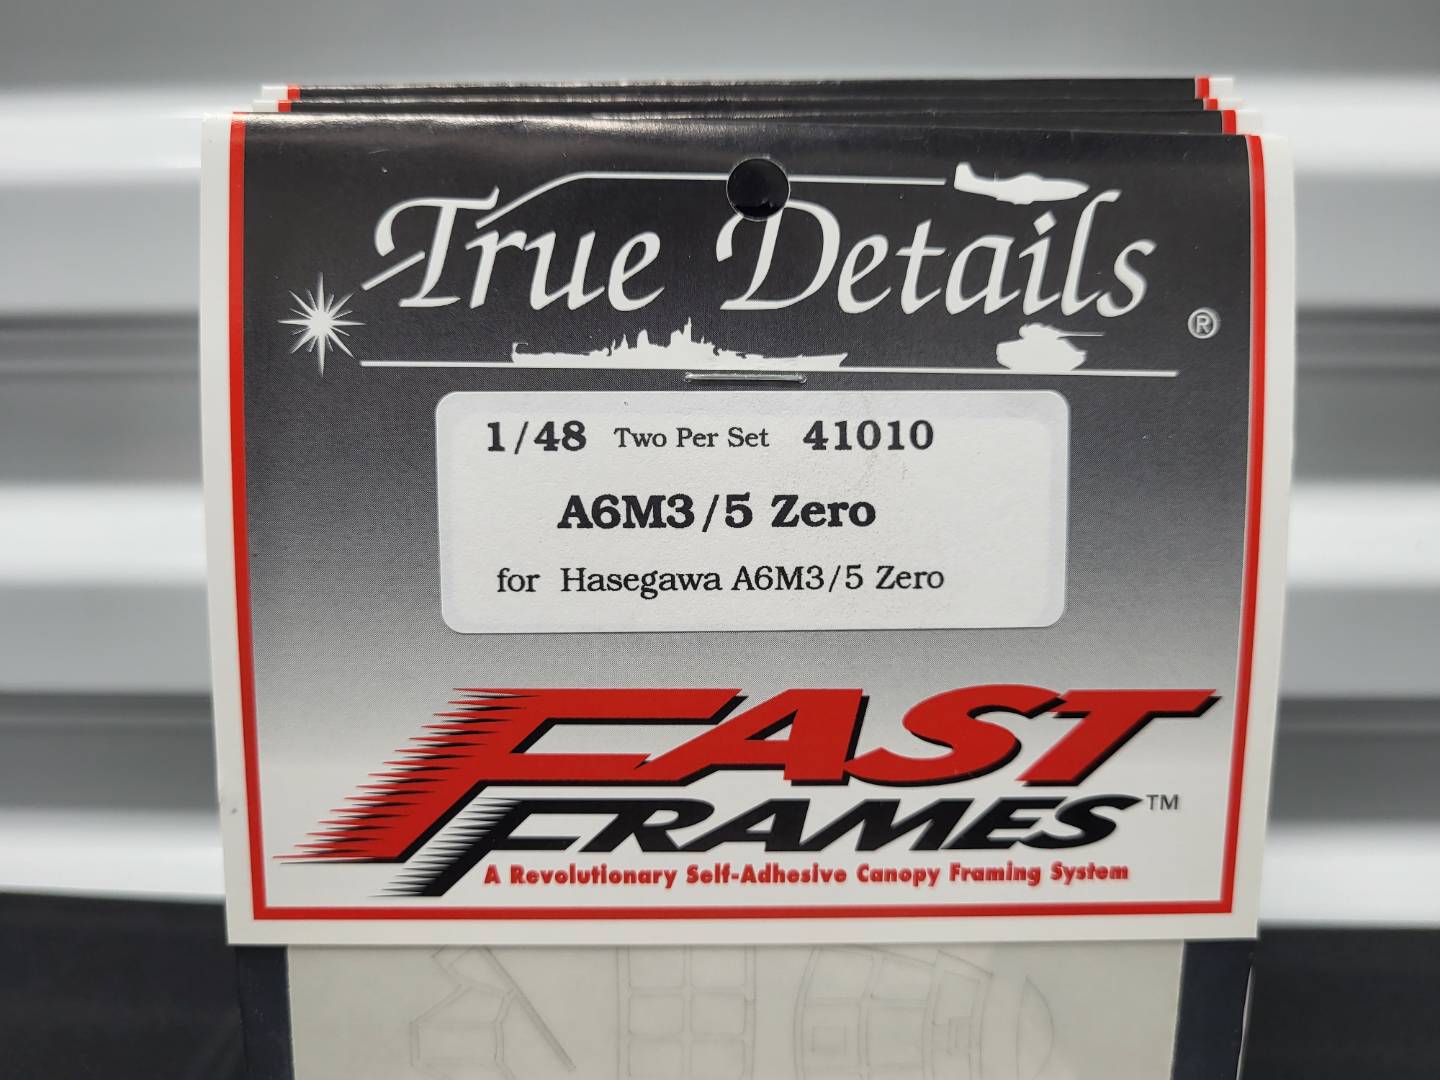 True Details
®
1/48 Two Per Set 41010
A6M3/5 Zero
for Hasegawa A6M3/5 Zero
FAST
FRAMES™
A Revolutionary Self-Adhesive Canopy Framing System